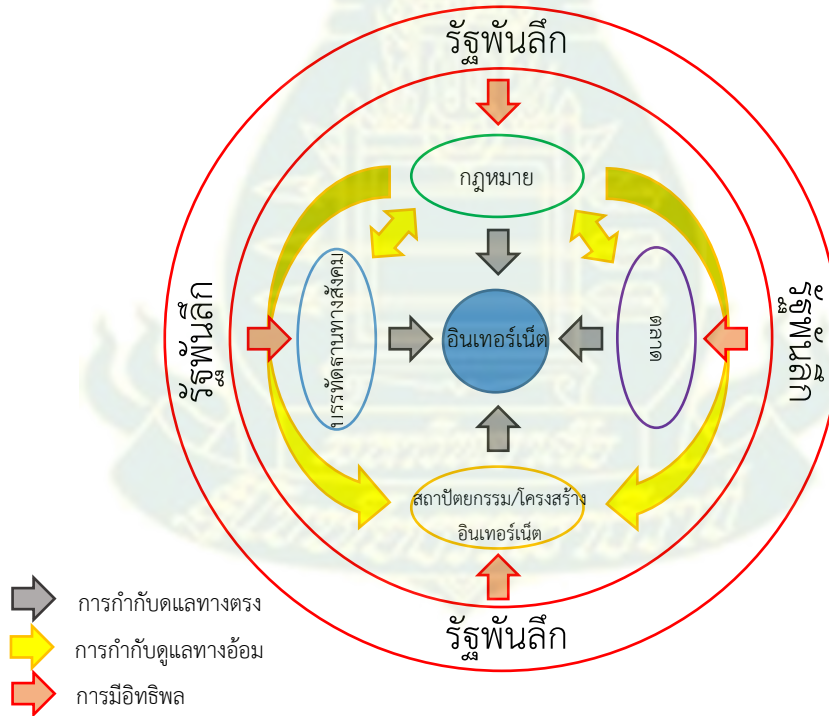 รัฐพันลึก
กฎหมาย
รัฐพันลึก
บรรทัดฐานทางสังคม
อินเทอร์เน็ต
ตลาด
รัฐพันลึก
สถาปัตยกรรม/โครงสร้าง
อินเทอร์เน็ต
รัฐพันลึก
การกำกับดูแลทางตรง
การกำกับดูแลทางอ้อม
การมีอิทธิพล